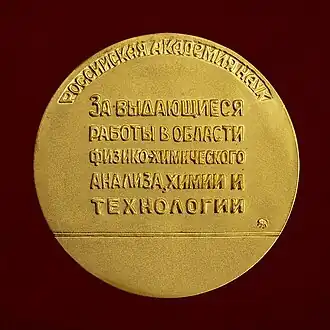 РОССИЙСКАЯ АКАДЕМИЯ НАУК
ЗА ВЫДАЮЩИЕСЯ
РАБОТЫ В ОБЛАСТИ
ФИЗИКО-ХИМИЧЕСКОГО
АНАЛИЗА, ХИМИИ И
ТЕХНОЛОГИИ